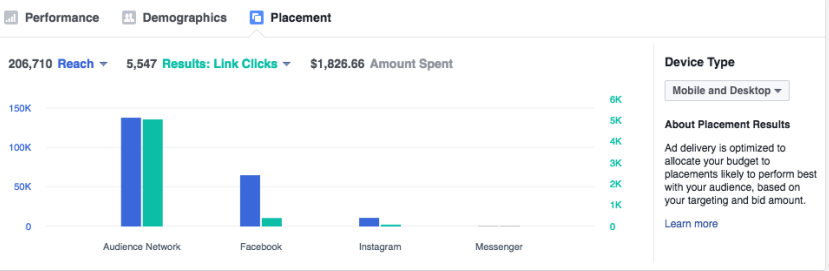 Performance Demographics Placement
206,710 Reach 5,547 Results: Link Clicks $1,826.66 Amount Spent
150K
100K
50K
0
6K
5K
4K
3K
2K
1K
0
Audience Network Facebook Instagram Messenger
Device Type
Mobile and Desktop
About Placement Results
Ad delivery is optimized to
allocate your budget to
placements likely to perform best
with your audience, based on
your targeting and bid amount.
Learn more